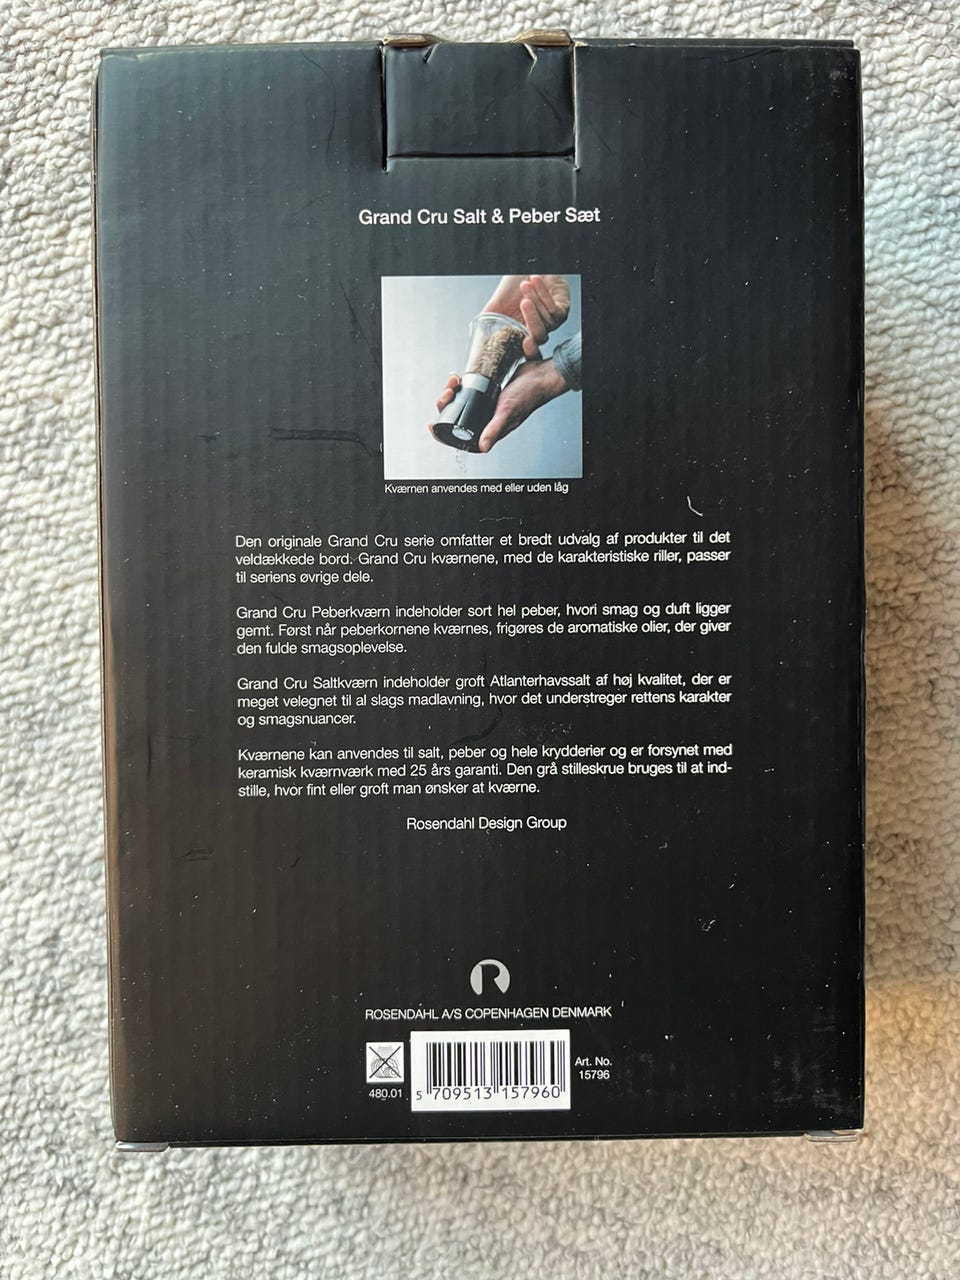 Grand Cru Salt & Peber Sæt
Kværnen anvendes med eller uden låg
Den originale Grand Cru serie omfatter et bredt udvalg af produkter til det
veldækkede bord. Grand Cru kværnene, med de karakteristiske riller, passer
til seriens øvrige dele.
Grand Cru Peberkværn indeholder sort hel peber, hvori smag og duft ligger
gemt. Først når peberkornene kværnes, frigøres de aromatiske olier, der giver
den fulde smagsoplevelse.
Grand Cru Saltkværn indeholder groft Atlanterhavssalt af høj kvalitet, der er
meget velegnet til al slags madlavning, hvor det understreger rettens karakter
og smagsnuancer.
Kværnene kan anvendes til salt, peber og hele krydderier og er forsynet med
keramisk kværnværk med 25 års garanti. Den grå stilleskrue bruges til at ind-
stille, hvor fint eller groft man ønsker at kværne.
Rosendahl Design Group
R
ROSENDAHL A/S COPENHAGEN DENMARK
480.01
5 709513 157960
Art. No.
15796